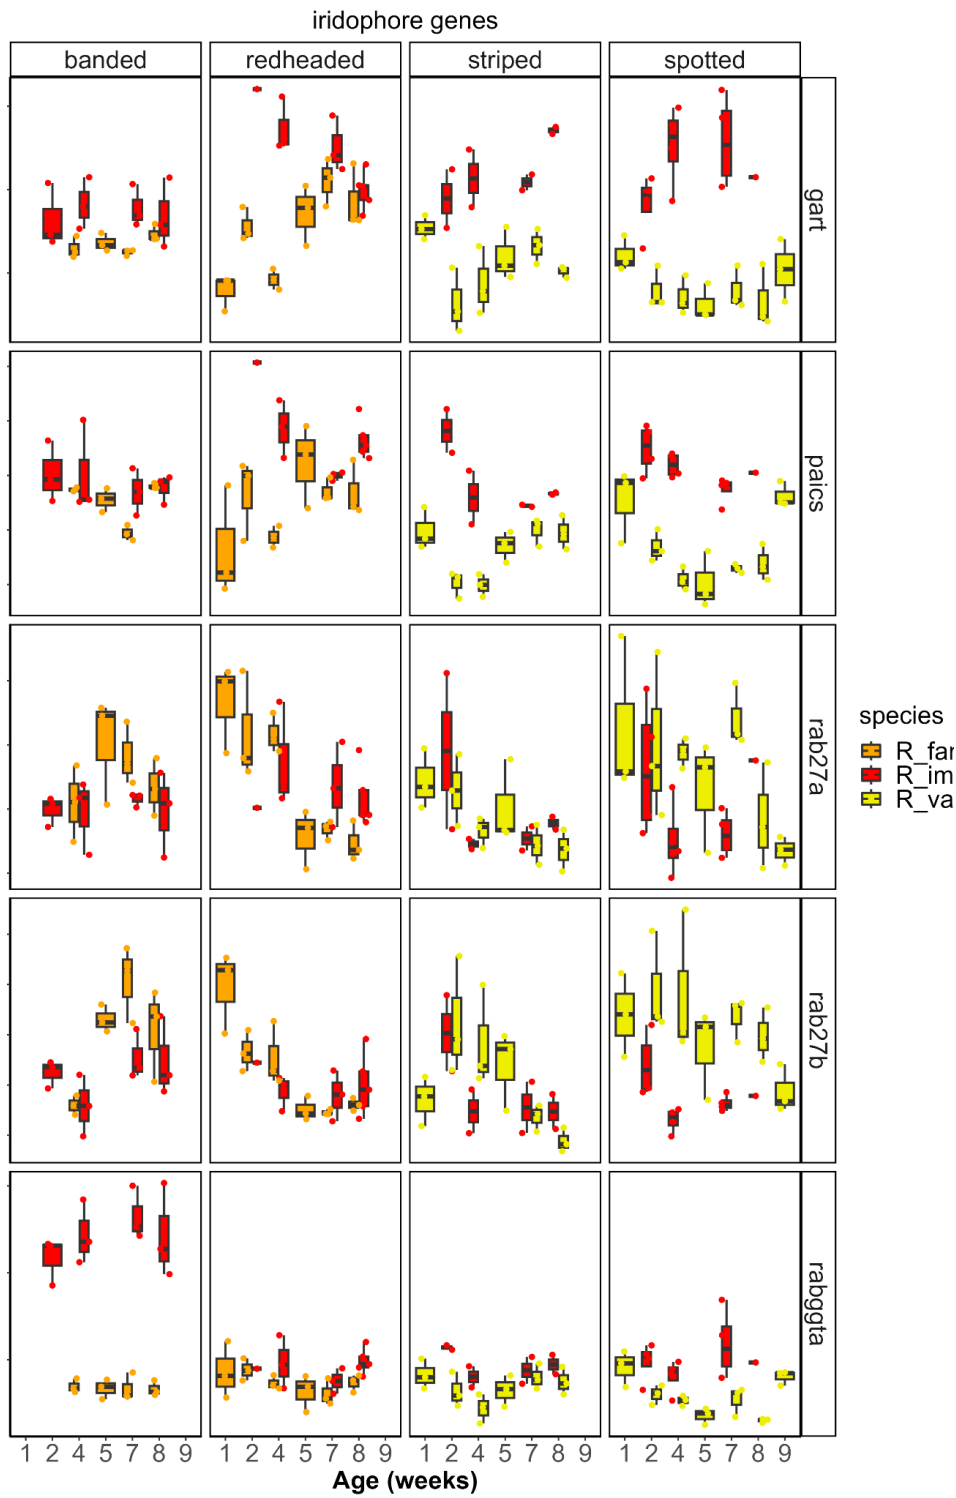 iridophore genes
banded redheaded striped spotted
gart
paics
rab27a
rab27b
rabggta
species
R_far
R_im
R_va
1 2 4 5 7 8 9 1 2 4 5 7 8 9 1 2 4 5 7 8 9 1 2 4 5 7 8 9
Age (weeks)